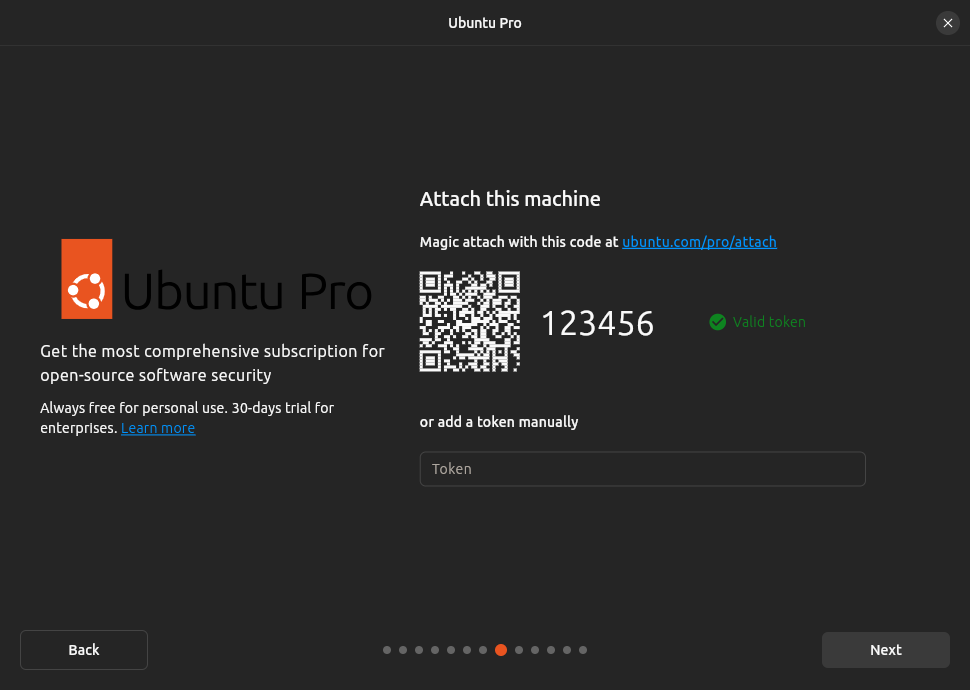 Ubuntu Pro
Ubuntu Pro
Get the most comprehensive subscription for
open-source software security
Always free for personal use. 30-days trial for
enterprises. Learn more
Attach this machine
Magic attach with this code at ubuntu.com/pro/attach
123456
Valid token
or add a token manually
Token
Back
Next